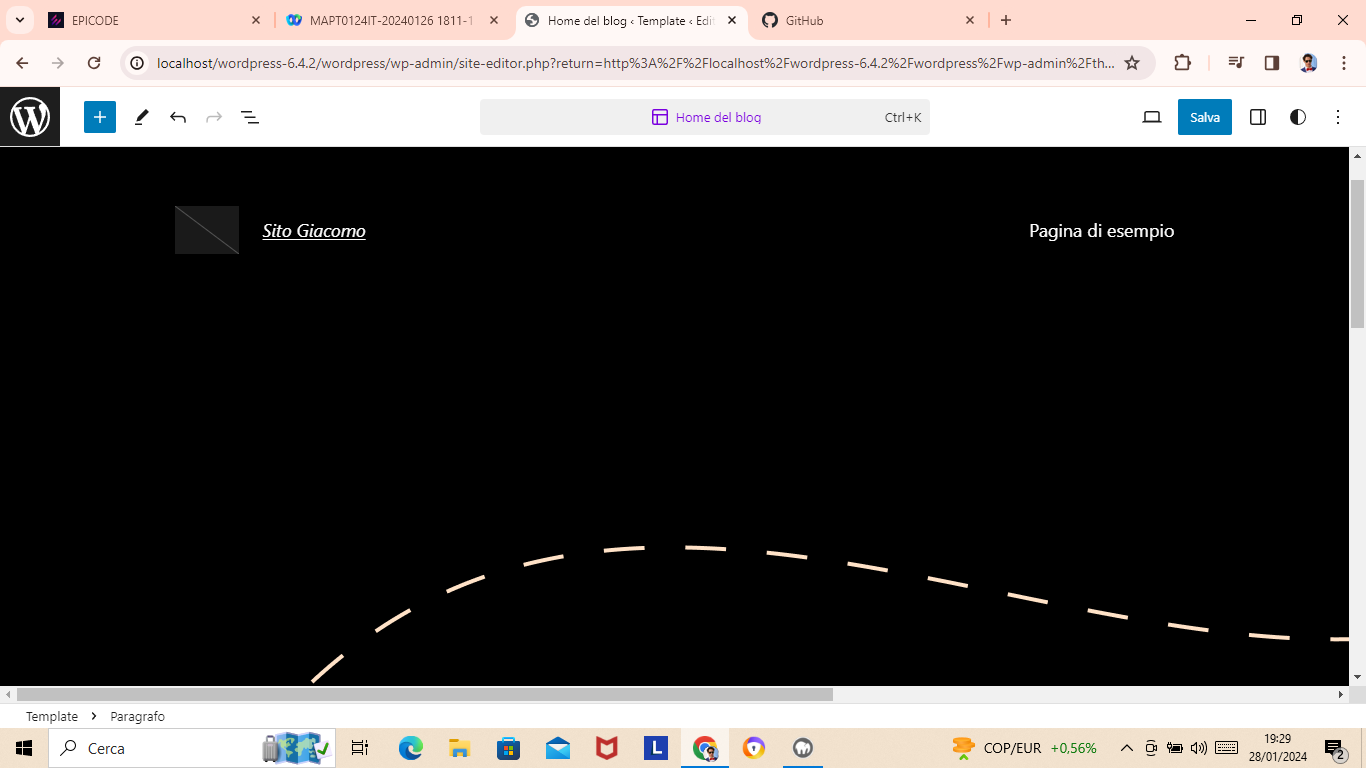 EPICODE
MAPT0124IT-20240126 1811-1
Home del blog ‹ Template ‹ Edit
GitHub
localhost/wordpress-6.4.2/wordpress/wp-admin/site-editor.php?return=http%3A%2F%2Flocalhost%2Fwordpress-6.4.2%2Fwordpress%2Fwp-admin%2Fth...
Home del blog
Ctrl+K
Salva
Sito Giacomo
Pagina di esempio
Template
Paragrafo
Cerca
L
COP/EUR +0,56%
19:29
28/01/2024
2